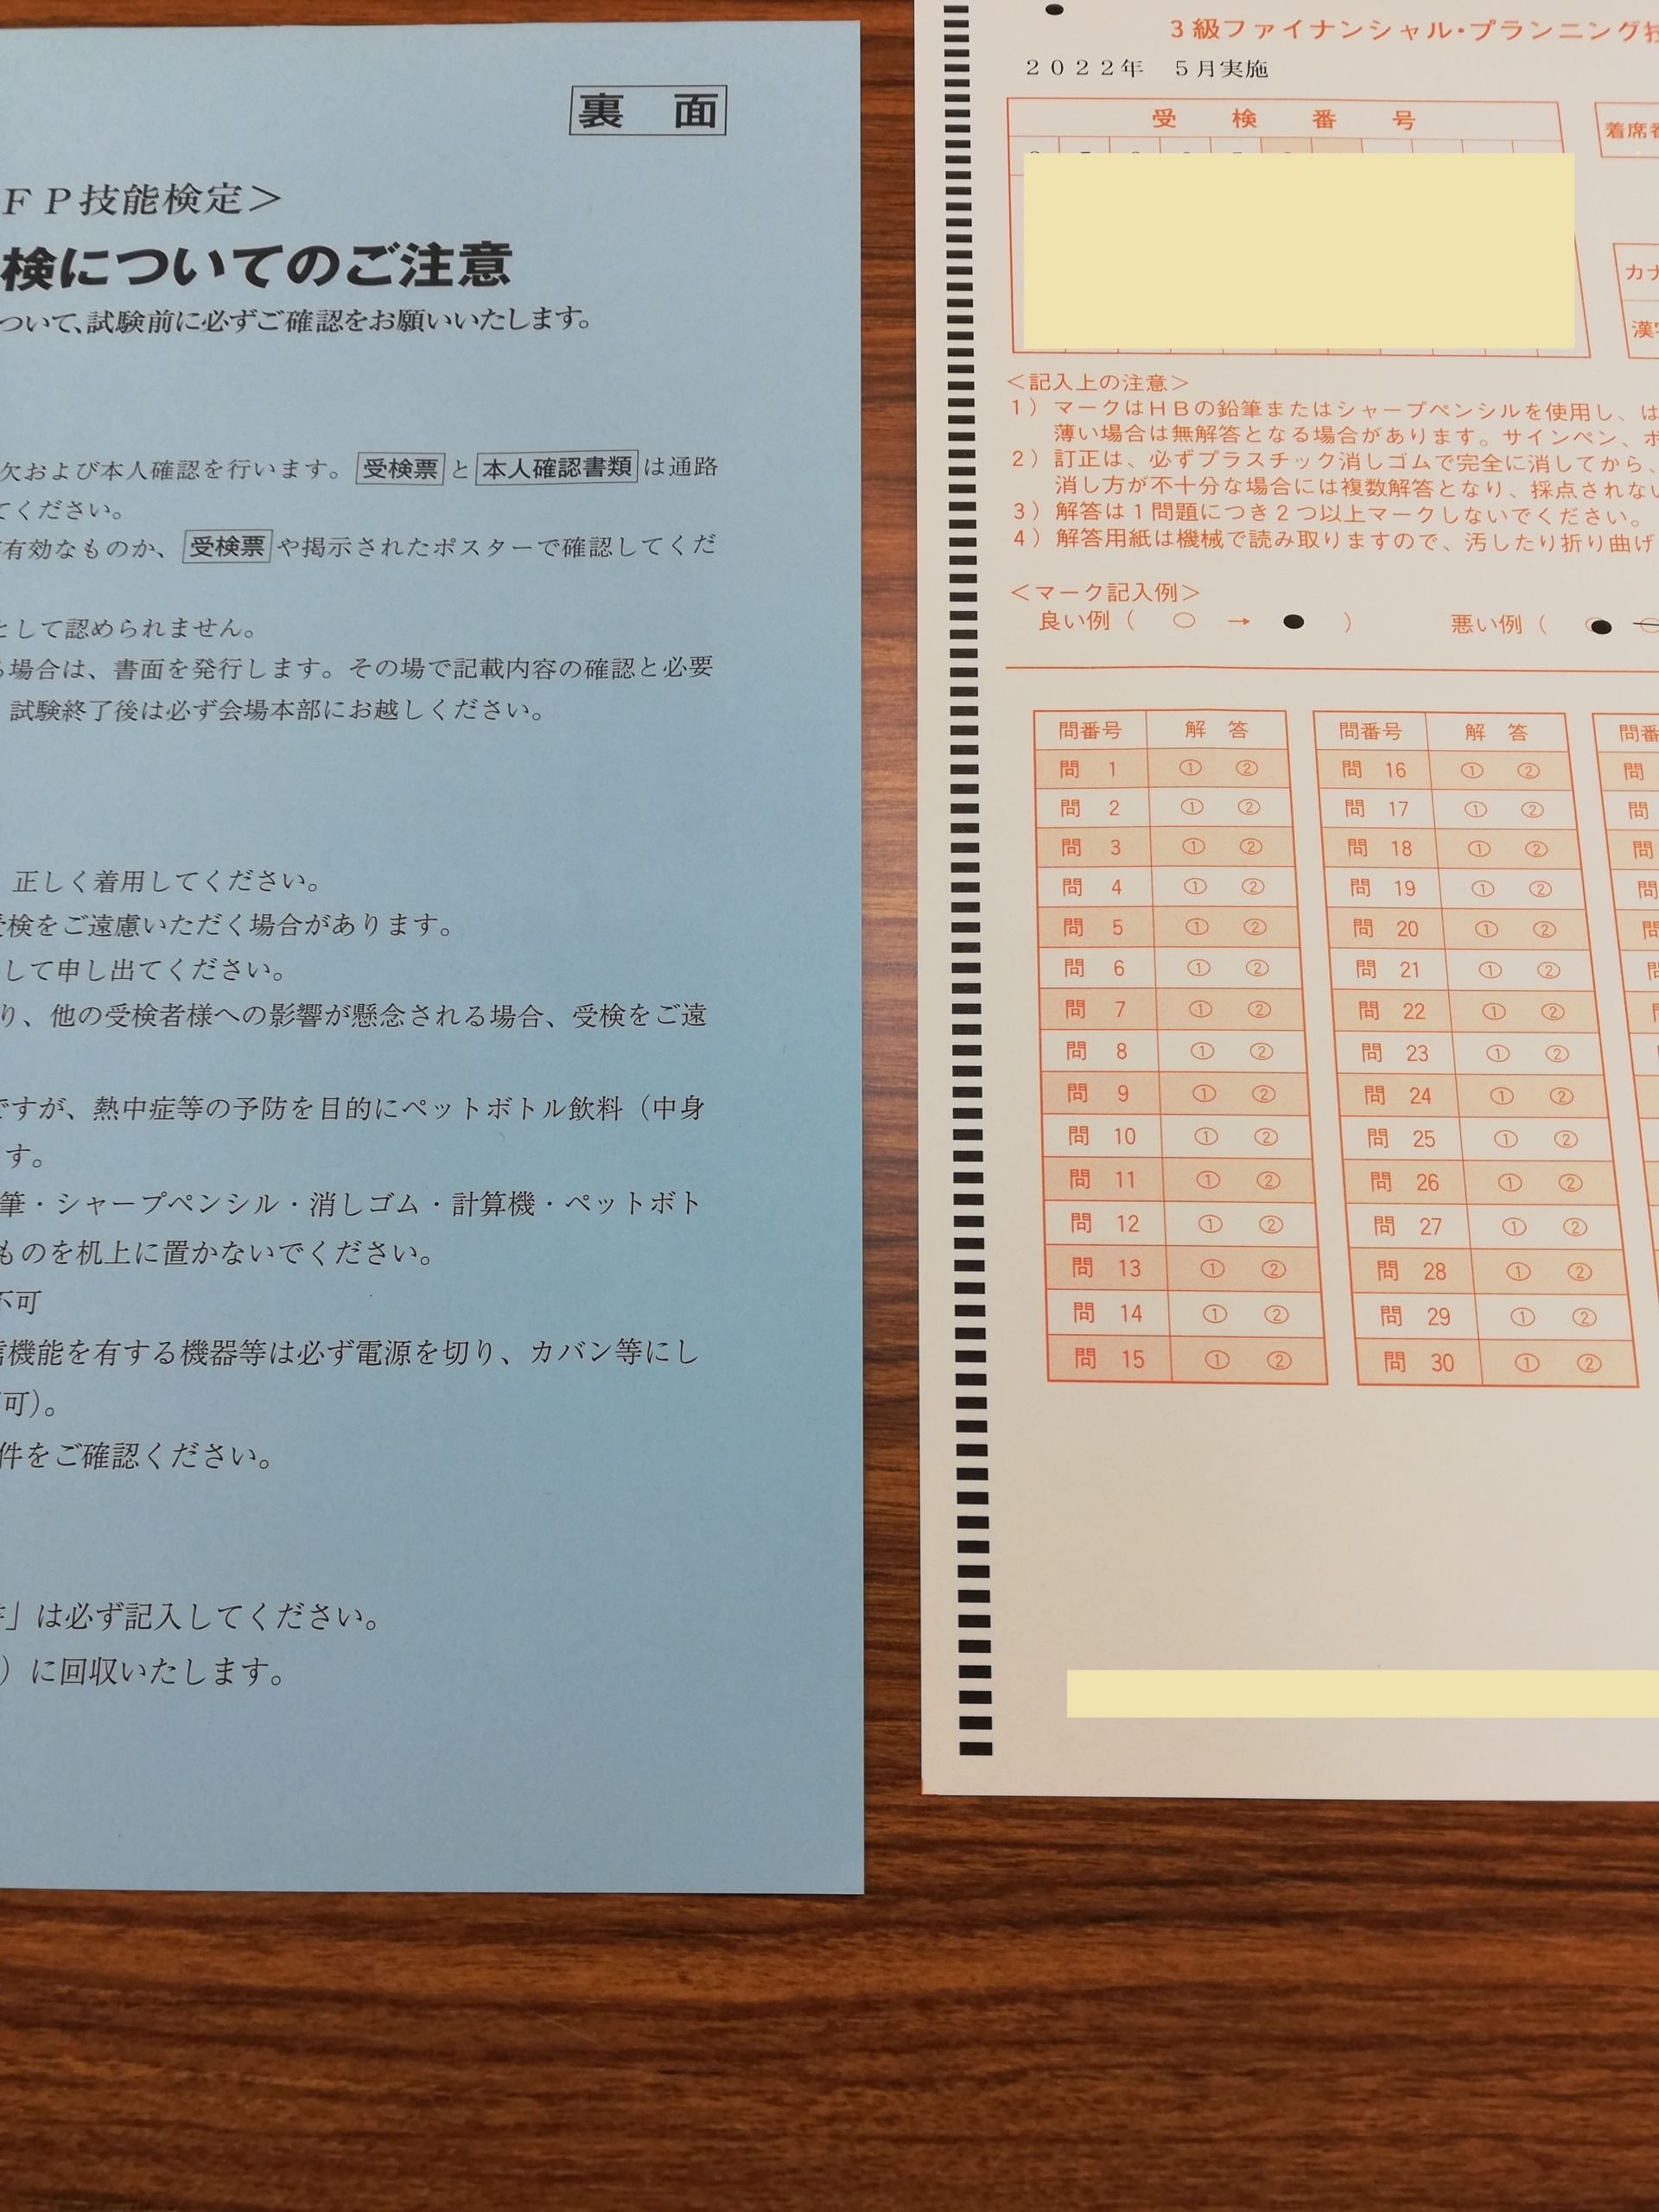 裏 面
FP技能検定＞
検についてのご注意
ついて、試験前に必ずご確認をお願いいたします。
欠および本人確認を行います。 受検票 と 本人確認書類 は通路
てください。
有効なものか、 受検票 や掲示されたポスターで確認してくだ
として認められません。
場合は、書面を発行します。その場で記載内容の確認と必要
試験終了後は必ず会場本部にお越しください。
正しく着用してください。
受検をご遠慮いただく場合があります。
して申し出てください。
り、他の受検者様への影響が懸念される場合、受検をご遠
ですが、熱中症等の予防を目的にペットボトル飲料（中身
す。
筆・シャープペンシル・消しゴム・計算機・ペットボト
ものを机上に置かないでください。
不可
機能を有する機器等は必ず電源を切り、カバン等にし
可）。
件をご確認ください。
」は必ず記入してください。
）に回収いたします。
3級ファイナンシャル・プランニング技
2022年 5月実施
受 検 番 号
着席番
カナ
漢字
＜記入上の注意＞
1）マークはHBの鉛筆またはシャープペンシルを使用し、は
薄い場合は無解答となる場合があります。サインペン、ボ
2）訂正は、必ずプラスチック消しゴムで完全に消してから、
消し方が不十分な場合には複数解答となり、採点されない
3）解答は1問題につき2つ以上マークしないでください。
4）解答用紙は機械で読み取りますので、汚したり折り曲げ
＜マーク記入例＞
良い例（ ○ → ● ） 悪い例（
問番号 解 答 問番号 解 答 問番
問 1 ① ② 問 16 ① ② 問
問 2 ① ② 問 17 ① ② 問
問 3 ① ② 問 18 ① ② 問
問 4 ① ② 問 19 ① ② 問
問 5 ① ② 問 20 ① ② 問
問 6 ① ② 問 21 ① ②
問 7 ① ② 問 22 ① ②
問 8 ① ② 問 23 ① ②
問 9 ① ② 問 24 ① ②
問 10 ① ② 問 25 ① ②
問 11 ① ② 問 26 ① ②
問 12 ① ② 問 27 ① ②
問 13 ① ② 問 28 ① ②
問 14 ① ② 問 29 ① ②
問 15 ① ② 問 30 ① ②